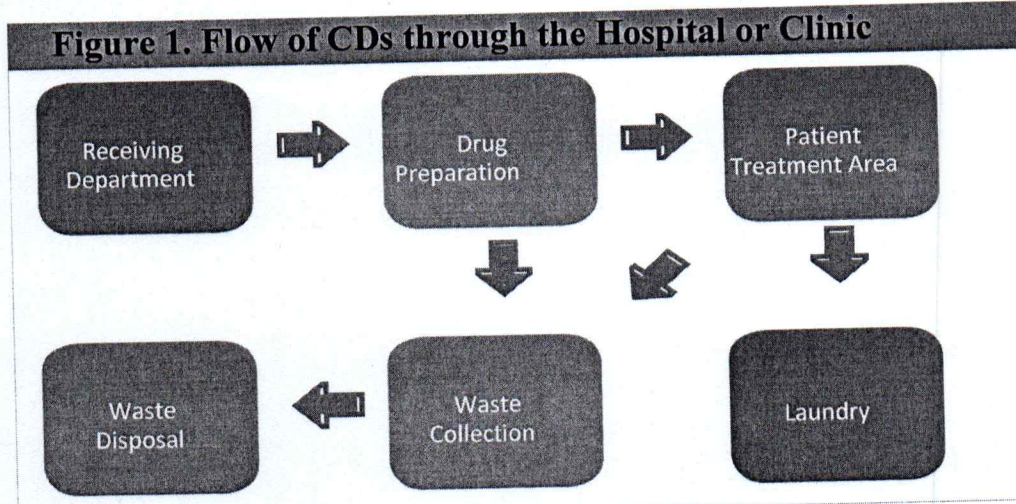 Figure 1. Flow of CDs through the Hospital or Clinic
Receiving
Department
Drug
Preparation
Patient
Treatment Area
Waste
Disposal
Waste
Collection
Laundry